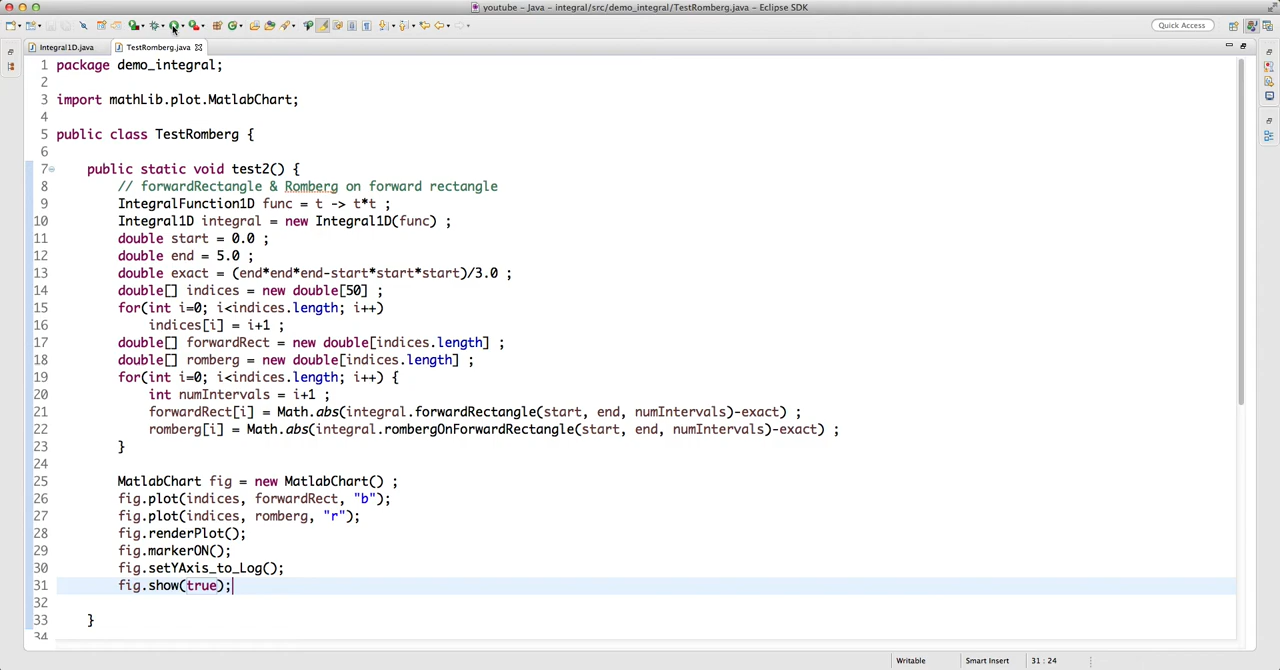 youtube - Java - integral/src/demo_integral/TestRomberg.java - Eclipse SDK
Quick Access
Integral1D.java
TestRomberg.java
1 package demo_integral;
2
3 import mathLib.plot.MatlabChart;
4
5 public class TestRomberg {
6
7 public static void test2() {
8 // forwardRectangle & Romberg on forward rectangle
9 IntegralFunction1D func = t -> t*t ;
10 Integral1D integral = new Integral1D(func) ;
11 double start = 0.0 ;
12 double end = 5.0 ;
13 double exact = (end*end*end-start*start*start)/3.0 ;
14 double[] indices = new double[50] ;
15 for(int i=0; i<indices.length; i++)
16 indices[i] = i+1 ;
17 double[] forwardRect = new double[indices.length] ;
18 double[] romberg = new double[indices.length] ;
19 for(int i=0; i<indices.length; i++) {
20 int numIntervals = i+1 ;
21 forwardRect[i] = Math.abs(integral.forwardRectangle(start, end, numIntervals)-exact) ;
22 romberg[i] = Math.abs(integral.rombergOnForwardRectangle(start, end, numIntervals)-exact) ;
23 }
24
25 MatlabChart fig = new MatlabChart() ;
26 fig.plot(indices, forwardRect, "b");
27 fig.plot(indices, romberg, "r");
28 fig.renderPlot();
29 fig.markerON();
30 fig.setYAxis_to_Log();
31 fig.show(true);
32
33 }
34
Writable
Smart Insert
31 : 24